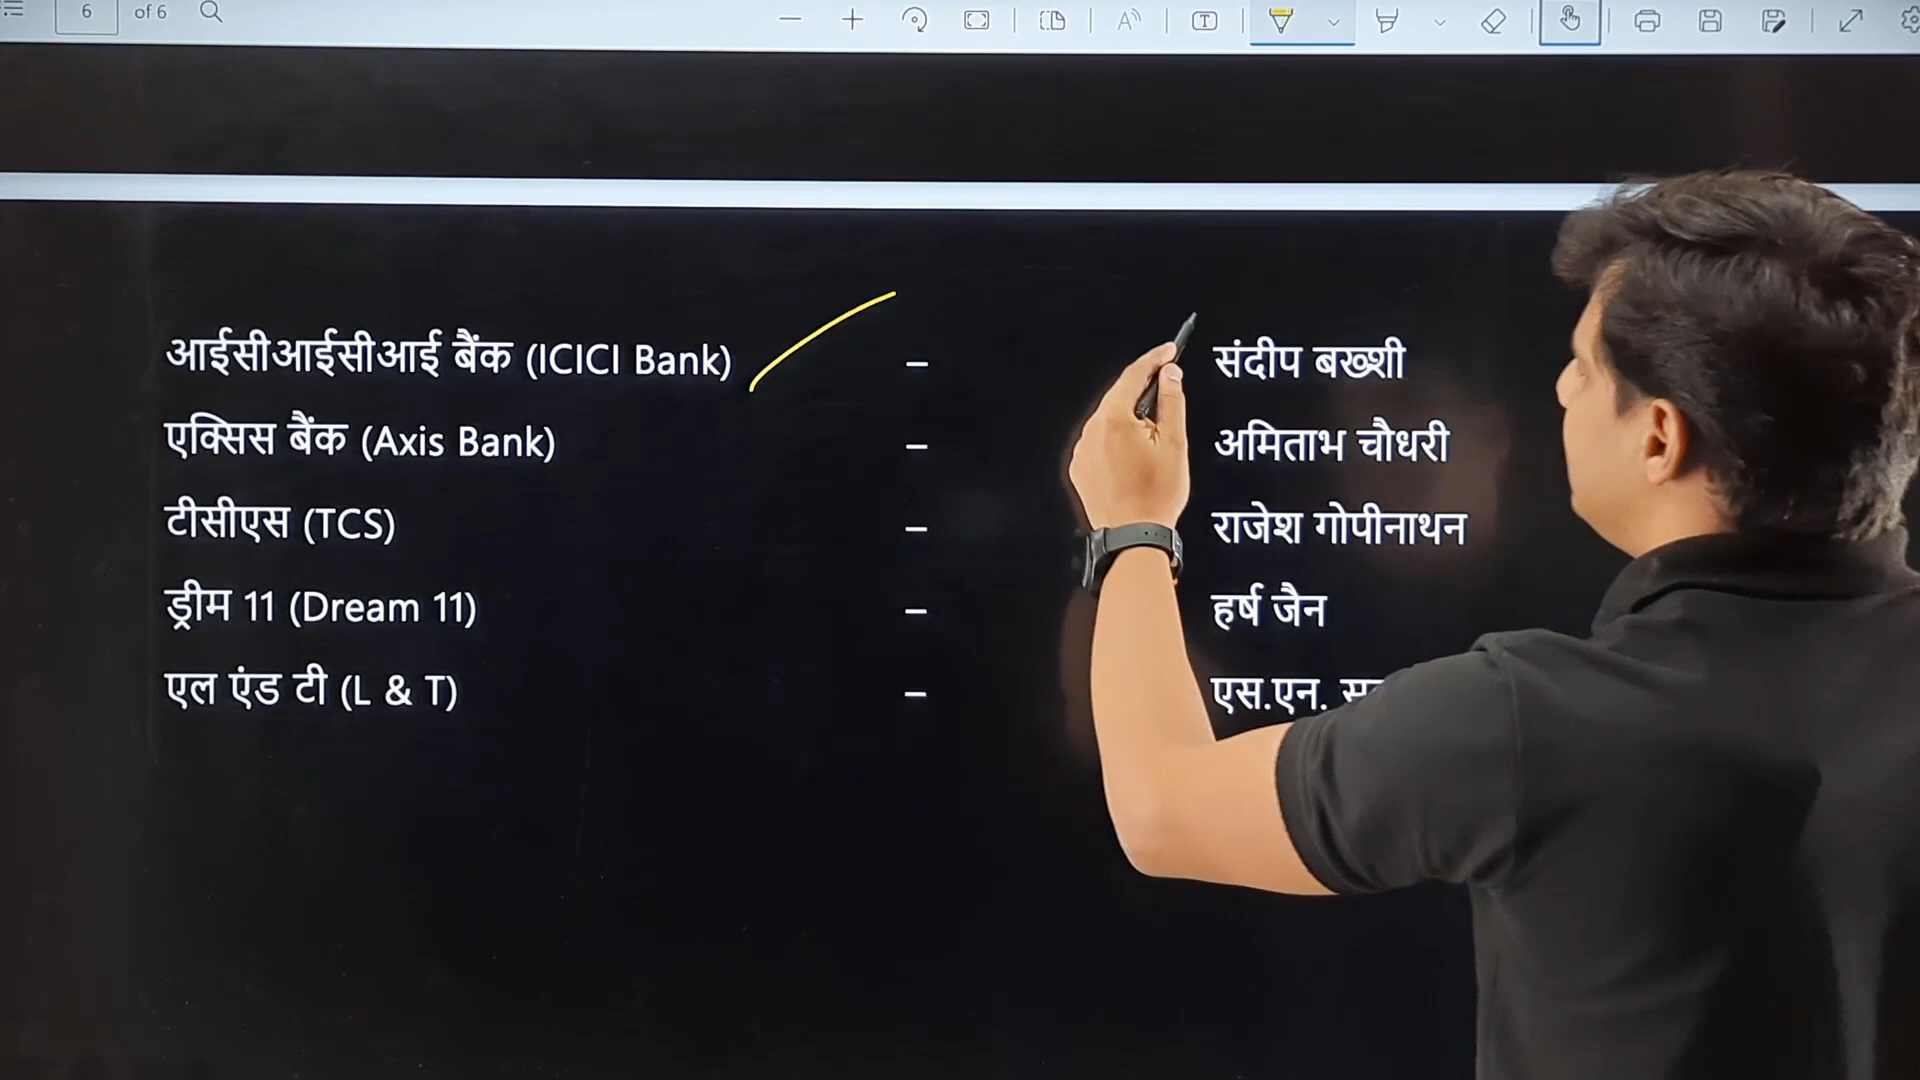 6 of 6
आईसीआईसीआई बैंक (ICICI Bank) – संदीप बख्शी
एक्सिस बैंक (Axis Bank) – अमिताभ चौधरी
टीसीएस (TCS) – राजेश गोपीनाथन
ड्रीम 11 (Dream 11) – हर्ष जैन
एल एंड टी (L & T) – एस.एन.